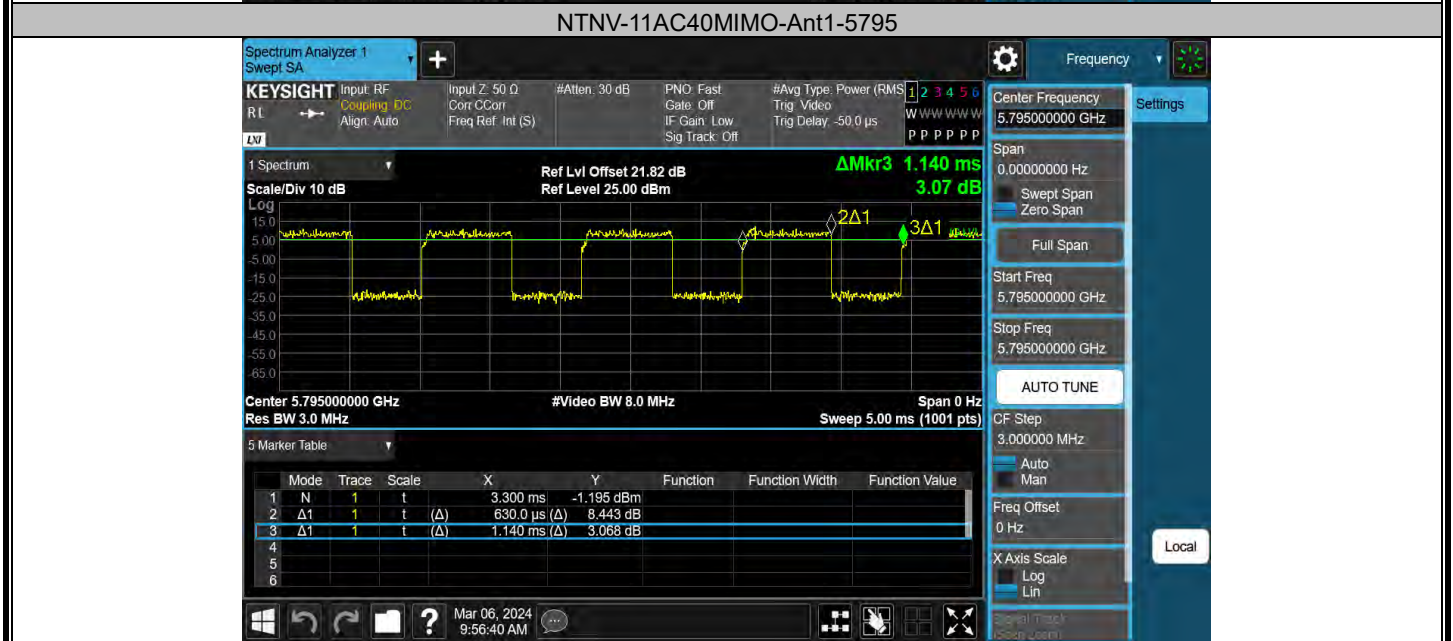 NTNV-11AC40MIMO-Ant1-5795
Spectrum Analyzer 1
Swept SA
Frequency
KEYSIGHT
RL
LXI
Input: RF
Coupling: DC
Align: Auto
Input Z: 50 Ω
Corr CCorr
Freq Ref: Int (S)
#Atten: 30 dB
PNO: Fast
Gate: Off
IF Gain: Low
Sig Track: Off
#Avg Type: Power (RMS
Trig: Video
Trig Delay: -50.0 µs
1 2 3 4 5 6
W W W W W W
P P P P P P
1 Spectrum
Scale/Div 10 dB
Log
Ref Lvl Offset 21.82 dB
Ref Level 25.00 dBm
ΔMkr3 1.140 ms
3.07 dB
15.0
5.00
-5.00
-15.0
-25.0
-35.0
-45.0
-55.0
-65.0
2Δ1
3Δ1
Center 5.795000000 GHz
#Video BW 8.0 MHz
Span 0 Hz
Res BW 3.0 MHz
Sweep 5.00 ms (1001 pts)
5 Marker Table
Mode Trace Scale X Y Function Function Width Function Value
1 N 1 t 3.300 ms -1.195 dBm
2 Δ1 1 t (Δ) 630.0 µs (Δ) 8.443 dB
3 Δ1 1 t (Δ) 1.140 ms (Δ) 3.068 dB
4
5
6
Mar 06, 2024
9:56:40 AM
Center Frequency
5.795000000 GHz
Settings
Span
0.00000000 Hz
Swept Span
Zero Span
Full Span
Start Freq
5.795000000 GHz
Stop Freq
5.795000000 GHz
AUTO TUNE
CF Step
3.000000 MHz
Auto
Man
Freq Offset
0 Hz
X Axis Scale
Log
Lin
Local
Signal Track
(Span Zoom)